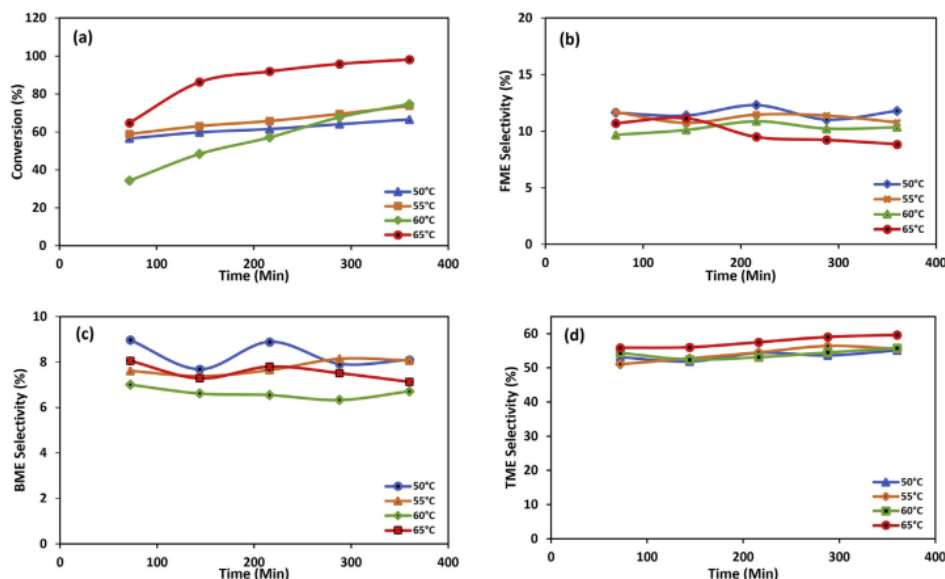 (a)
Conversion (%)
120
100
80
60
40
20
0
0 100 200 300 400
Time (Min)
50°C
55°C
60°C
65°C
(b)
FME Selectivity (%)
20
15
10
5
0
0 100 200 300 400
Time (Min)
50°C
55°C
60°C
65°C
(c)
BME Selectivity (%)
10
8
6
4
2
0
0 100 200 300 400
Time (Min)
50°C
55°C
60°C
65°C
(d)
TME Selectivity (%)
60
50
40
30
20
10
0
0 100 200 300 400
Time (Min)
50°C
55°C
60°C
65°C